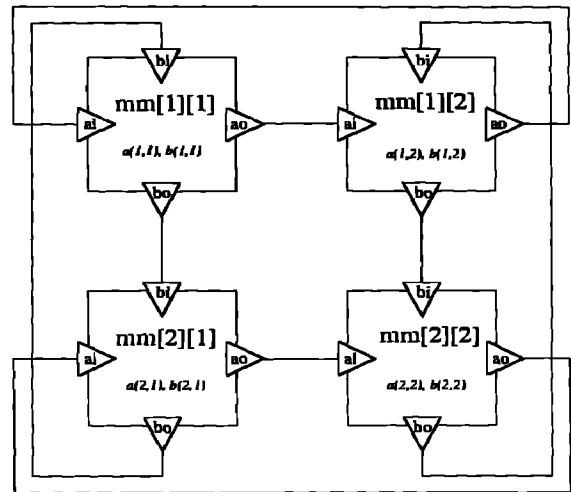 bi
bi
mm[1][1]
mm[1][2]
ai
ao
ai
ao
a(1,1), b(1,1)
a(1,2), b(1,2)
bo
bo
bi
bi
mm[2][1]
mm[2][2]
ai
ao
ai
ao
a(2,1), b(2,1)
a(2,2), b(2,2)
bo
bo